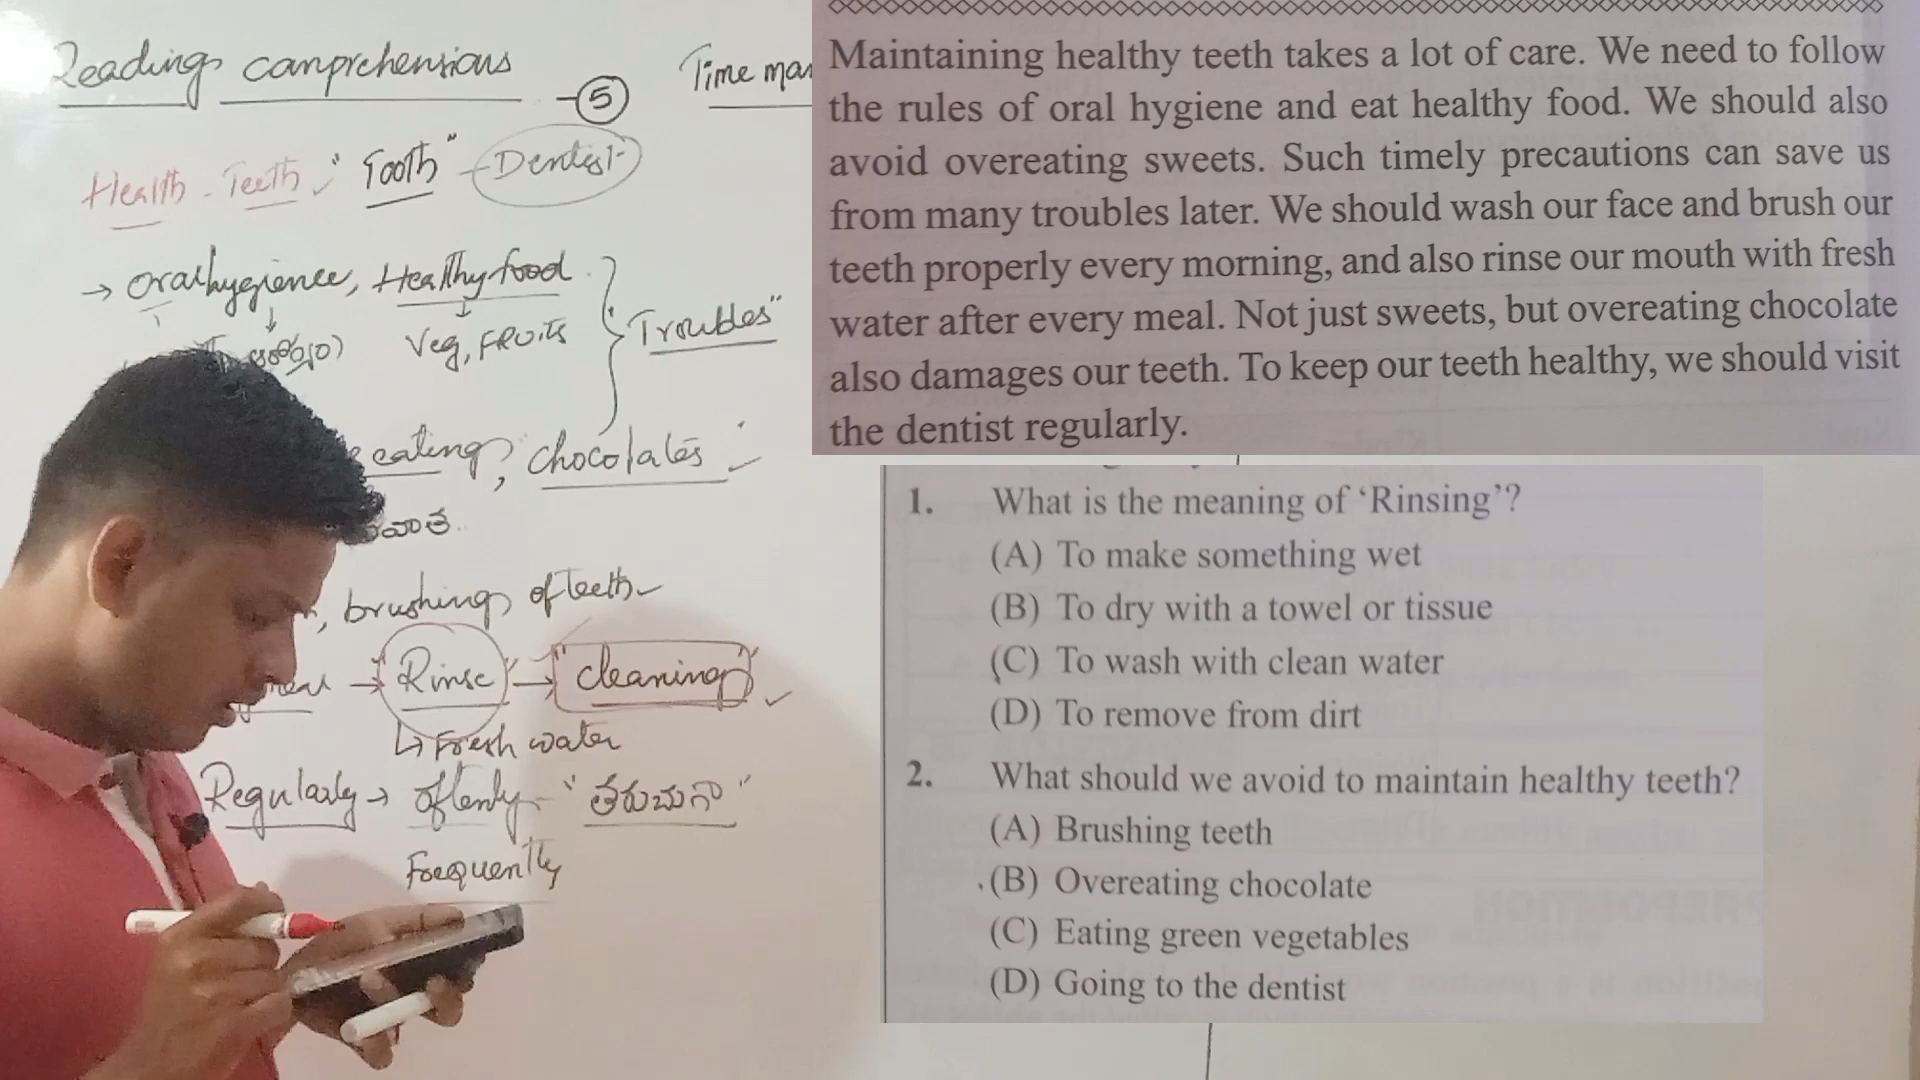 Readings comprehensions
-5
Time man
Health - Teeth ✓ "Tooth" - Dentist
→ oralhygience, Healthy food
Veg, FRUITS
"Troubles"
eating, chocolates
, brushing of teeth
→ "Rinse" → "cleaning"
↳ Fresh water
Regularly → oftenly - "తరుచుగా"
Frequently
Maintaining healthy teeth takes a lot of care. We need to follow
the rules of oral hygiene and eat healthy food. We should also
avoid overeating sweets. Such timely precautions can save us
from many troubles later. We should wash our face and brush our
teeth properly every morning, and also rinse our mouth with fresh
water after every meal. Not just sweets, but overeating chocolate
also damages our teeth. To keep our teeth healthy, we should visit
the dentist regularly.
1. What is the meaning of ‘Rinsing’?
(A) To make something wet
(B) To dry with a towel or tissue
(C) To wash with clean water
(D) To remove from dirt
2. What should we avoid to maintain healthy teeth?
(A) Brushing teeth
(B) Overeating chocolate
(C) Eating green vegetables
(D) Going to the dentist